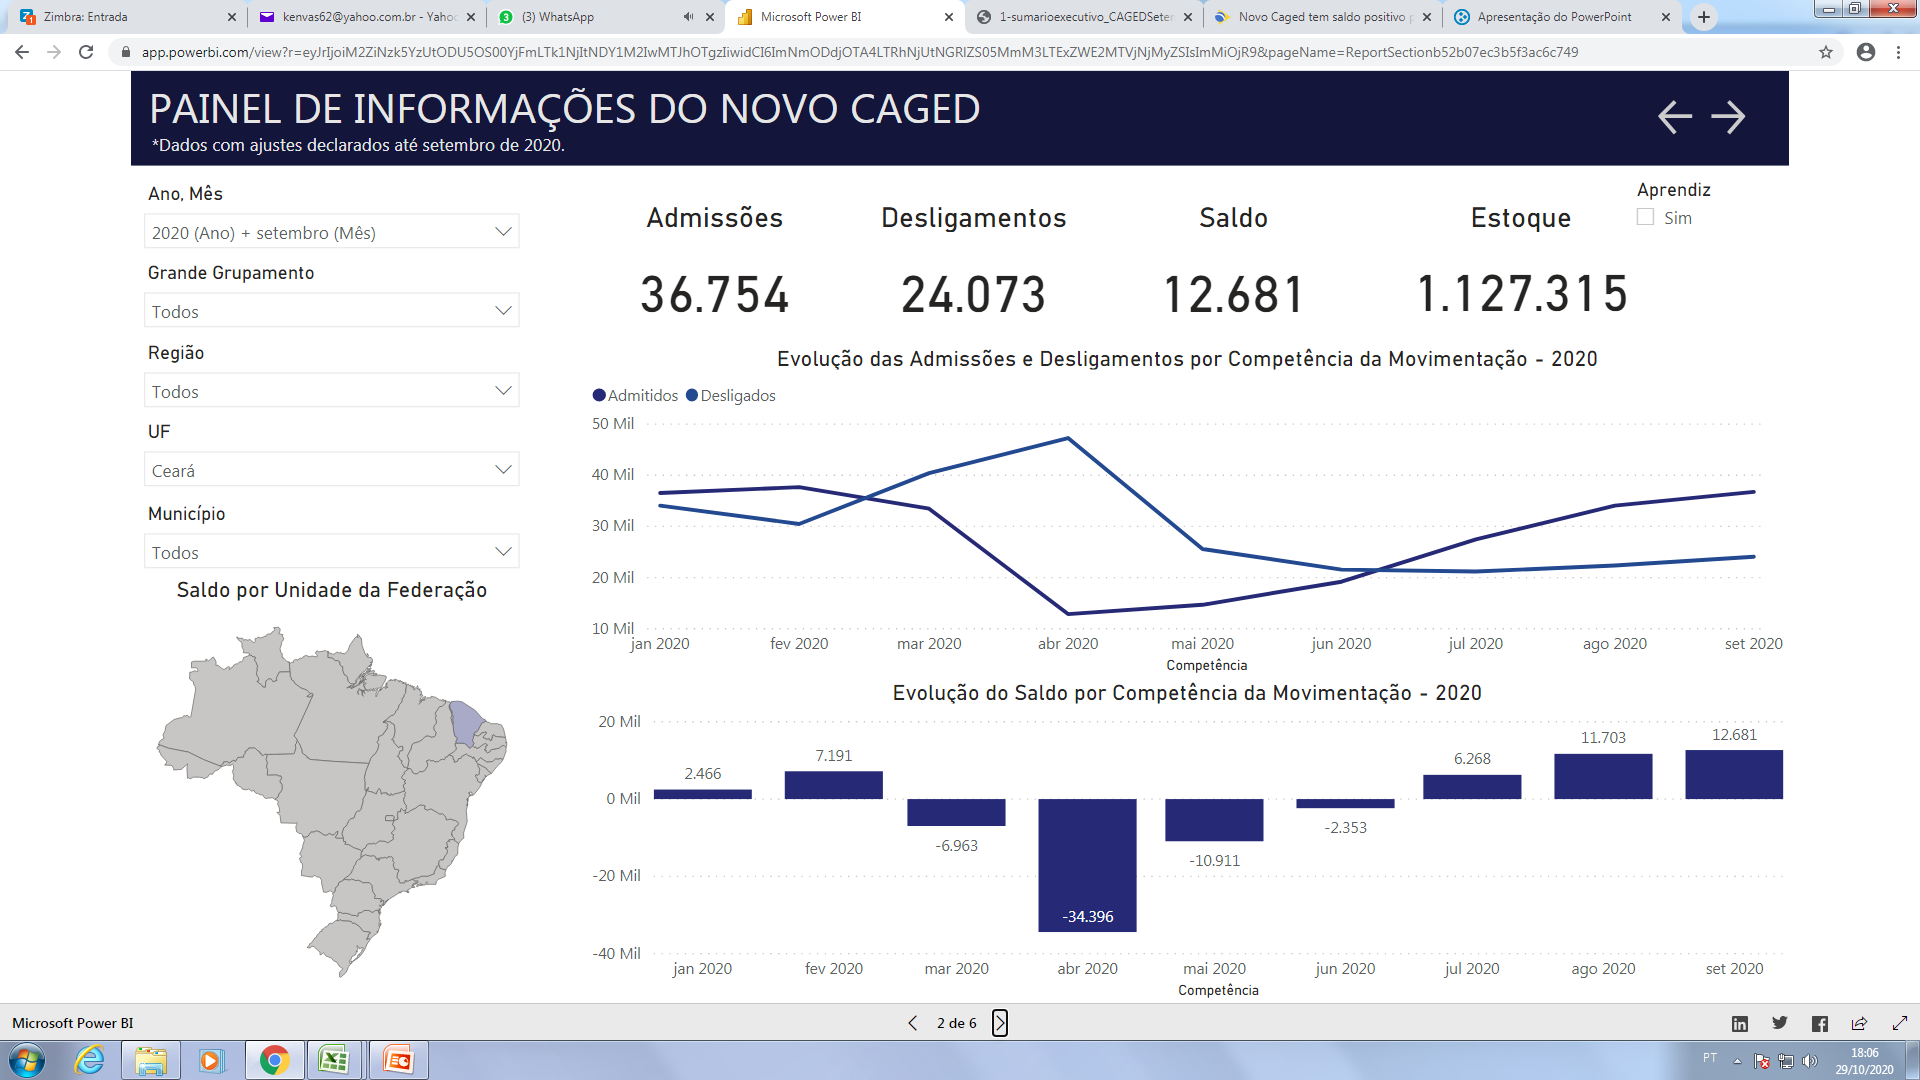 Zimbra: Entrada
kenvas62@yahoo.com.br - Yahoo
(3) WhatsApp
Microsoft Power BI
1-sumarioexecutivo_CAGEDSeter
Novo Caged tem saldo positivo p
Apresentação do PowerPoint
PAINEL DE INFORMAÇÕES DO NOVO CAGED
*Dados com ajustes declarados até setembro de 2020.
Ano, Mês
2020 (Ano) + setembro (Mês)
Grande Grupamento
Todos
Região
Todos
UF
Ceará
Município
Todos
Saldo por Unidade da Federação
Admissões
Desligamentos
Saldo
Estoque
Aprendiz
Sim
36.754
24.073
12.681
1.127.315
Evolução das Admissões e Desligamentos por Competência da Movimentação - 2020
Admitidos Desligados
50 Mil
40 Mil
30 Mil
20 Mil
10 Mil
jan 2020 fev 2020 mar 2020 abr 2020 mai 2020 jun 2020 jul 2020 ago 2020 set 2020
Competência
Evolução do Saldo por Competência da Movimentação - 2020
20 Mil
0 Mil
-20 Mil
-40 Mil
2.466
7.191
-6.963
-34.396
-10.911
-2.353
6.268
11.703
12.681
jan 2020 fev 2020 mar 2020 abr 2020 mai 2020 jun 2020 jul 2020 ago 2020 set 2020
Competência
Microsoft Power BI
2 de 6
PT
18:06
29/10/2020